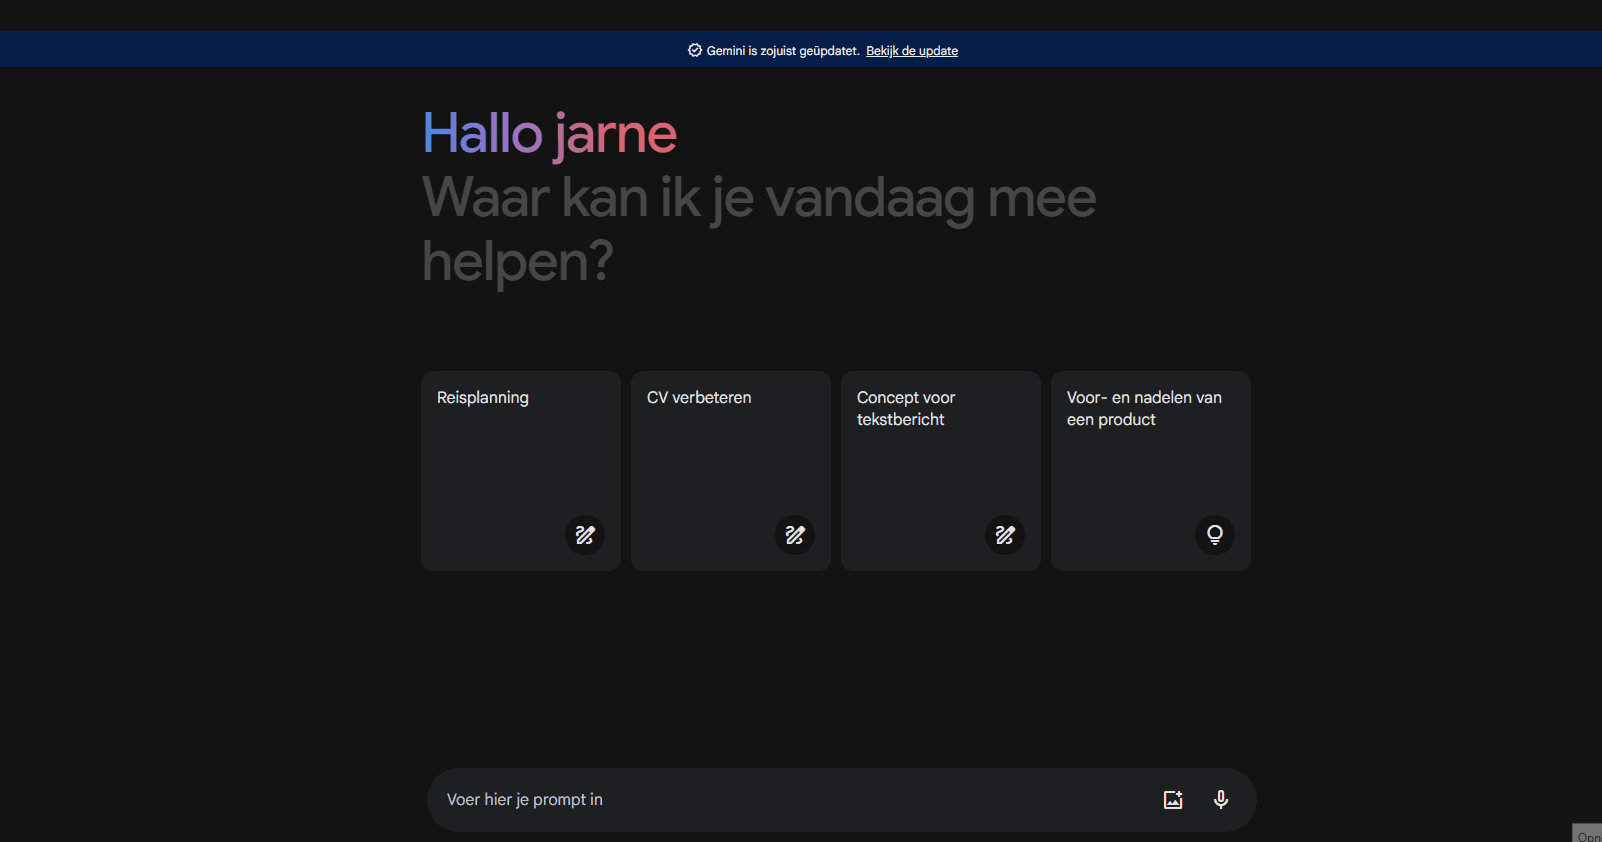 Gemini is zojuist geüpdatet. Bekijk de update
Hallo jarne
Waar kan ik je vandaag mee
helpen?
Reisplanning
CV verbeteren
Concept voor
tekstbericht
Voor- en nadelen van
een product
Voer hier je prompt in